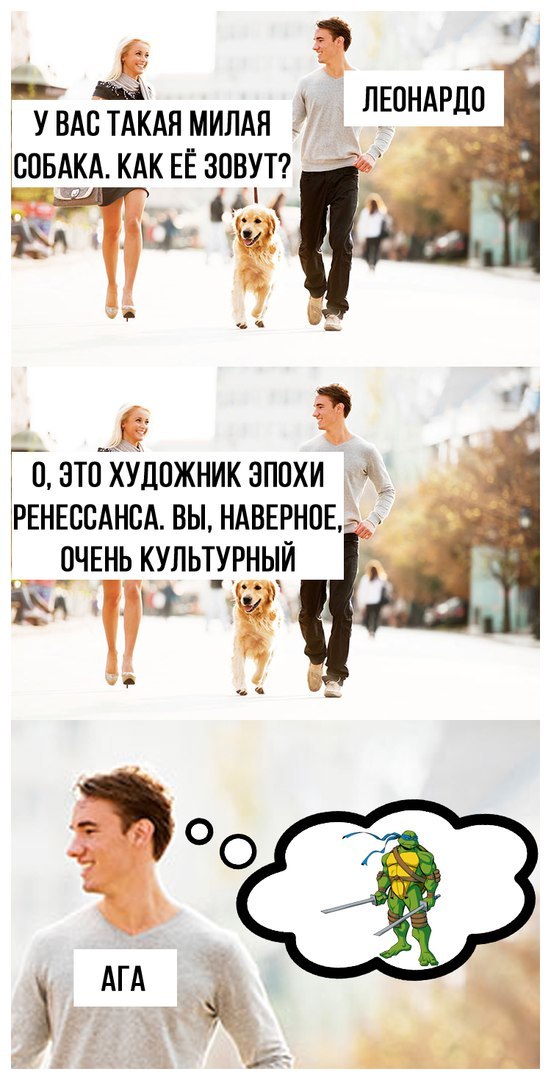 У ВАС ТАКАЯ МИЛАЯ
СОБАКА. КАК ЕЁ ЗОВУТ?
ЛЕОНАРДО
О, ЭТО ХУДОЖНИК ЭПОХИ
РЕНЕССАНСА. ВЫ, НАВЕРНОЕ,
ОЧЕНЬ КУЛЬТУРНЫЙ
АГА